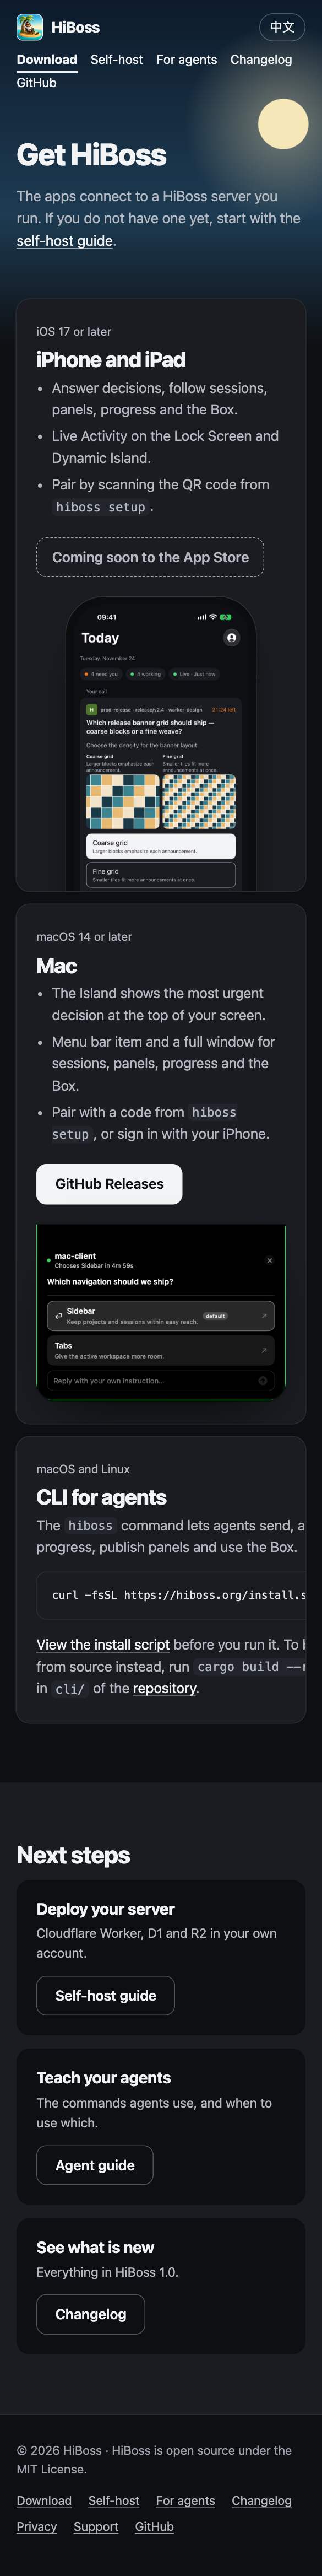 HiBoss
中文
Download Self-host For agents Changelog
GitHub
Get HiBoss
The apps connect to a HiBoss server you
run. If you do not have one yet, start with the
self-host guide.
iOS 17 or later
iPhone and iPad
• Answer decisions, follow sessions,
panels, progress and the Box.
• Live Activity on the Lock Screen and
Dynamic Island.
• Pair by scanning the QR code from
hiboss setup.
Coming soon to the App Store
09:41
Today
Tuesday, November 24
4 need you 4 working Live · Just now
Your call
H prod-release · release/v2.4 · worker-design 21:24 left
Which release banner grid should ship —
coarse blocks or a fine weave?
Choose the density for the banner layout.
Coarse grid Fine grid
Larger blocks emphasize each Smaller tiles fit more
announcement. announcements at once.
Coarse grid
Larger blocks emphasize each announcement.
Fine grid
Smaller tiles fit more announcements at once.
macOS 14 or later
Mac
• The Island shows the most urgent
decision at the top of your screen.
• Menu bar item and a full window for
sessions, panels, progress and the
Box.
• Pair with a code from hiboss
setup, or sign in with your iPhone.
GitHub Releases
mac-client
Chooses Sidebar in 4m 59s
Which navigation should we ship?
Sidebar default
Keep projects and sessions within easy reach.
Tabs
Give the active workspace more room.
Reply with your own instruction...
macOS and Linux
CLI for agents
The hiboss command lets agents send, a
progress, publish panels and use the Box.
curl -fsSL https://hiboss.org/install.s
View the install script before you run it. To b
from source instead, run cargo build --r
in cli/ of the repository.
Next steps
Deploy your server
Cloudflare Worker, D1 and R2 in your own
account.
Self-host guide
Teach your agents
The commands agents use, and when to
use which.
Agent guide
See what is new
Everything in HiBoss 1.0.
Changelog
© 2026 HiBoss · HiBoss is open source under the
MIT License.
Download Self-host For agents Changelog
Privacy Support GitHub